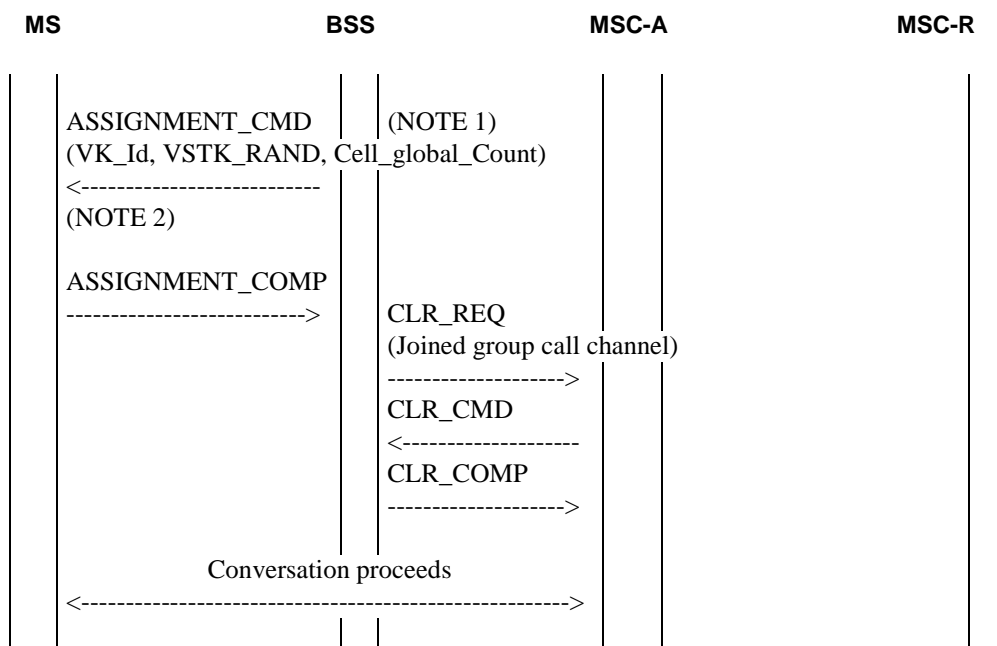 MS BSS MSC-A MSC-R
ASSIGNMENT_CMD (NOTE 1)
(VK_Id, VSTK_RAND, Cell_global_Count)
<---------------------------
(NOTE 2)
ASSIGNMENT_COMP
---------------------------> CLR_REQ
(Joined group call channel)
-------------------->
CLR_CMD
<--------------------
CLR_COMP
-------------------->
Conversation proceeds
<------------------------------------------------------->